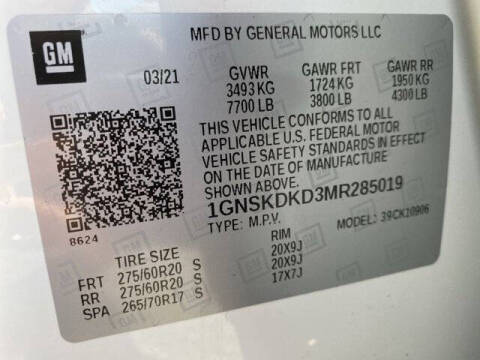 GM
MFD BY GENERAL MOTORS LLC
03/21
GVWR GAWR FRT GAWR RR
3493 KG 1724 KG 1950 KG
7700 LB 3800 LB 4300 LB
THIS VEHICLE CONFORMS TO ALL
APPLICABLE U.S. FEDERAL MOTOR
VEHICLE SAFETY STANDARDS IN EFFECT
ON THE DATE OF MANUFACTURE
SHOWN ABOVE.
1GNSKDKD3MR285019
TYPE: M.P.V. MODEL: 39CK10906
8624
TIRE SIZE RIM
FRT 275/60R20 S 20X9J
RR 275/60R20 S 20X9J
SPA 265/70R17 S 17X7J